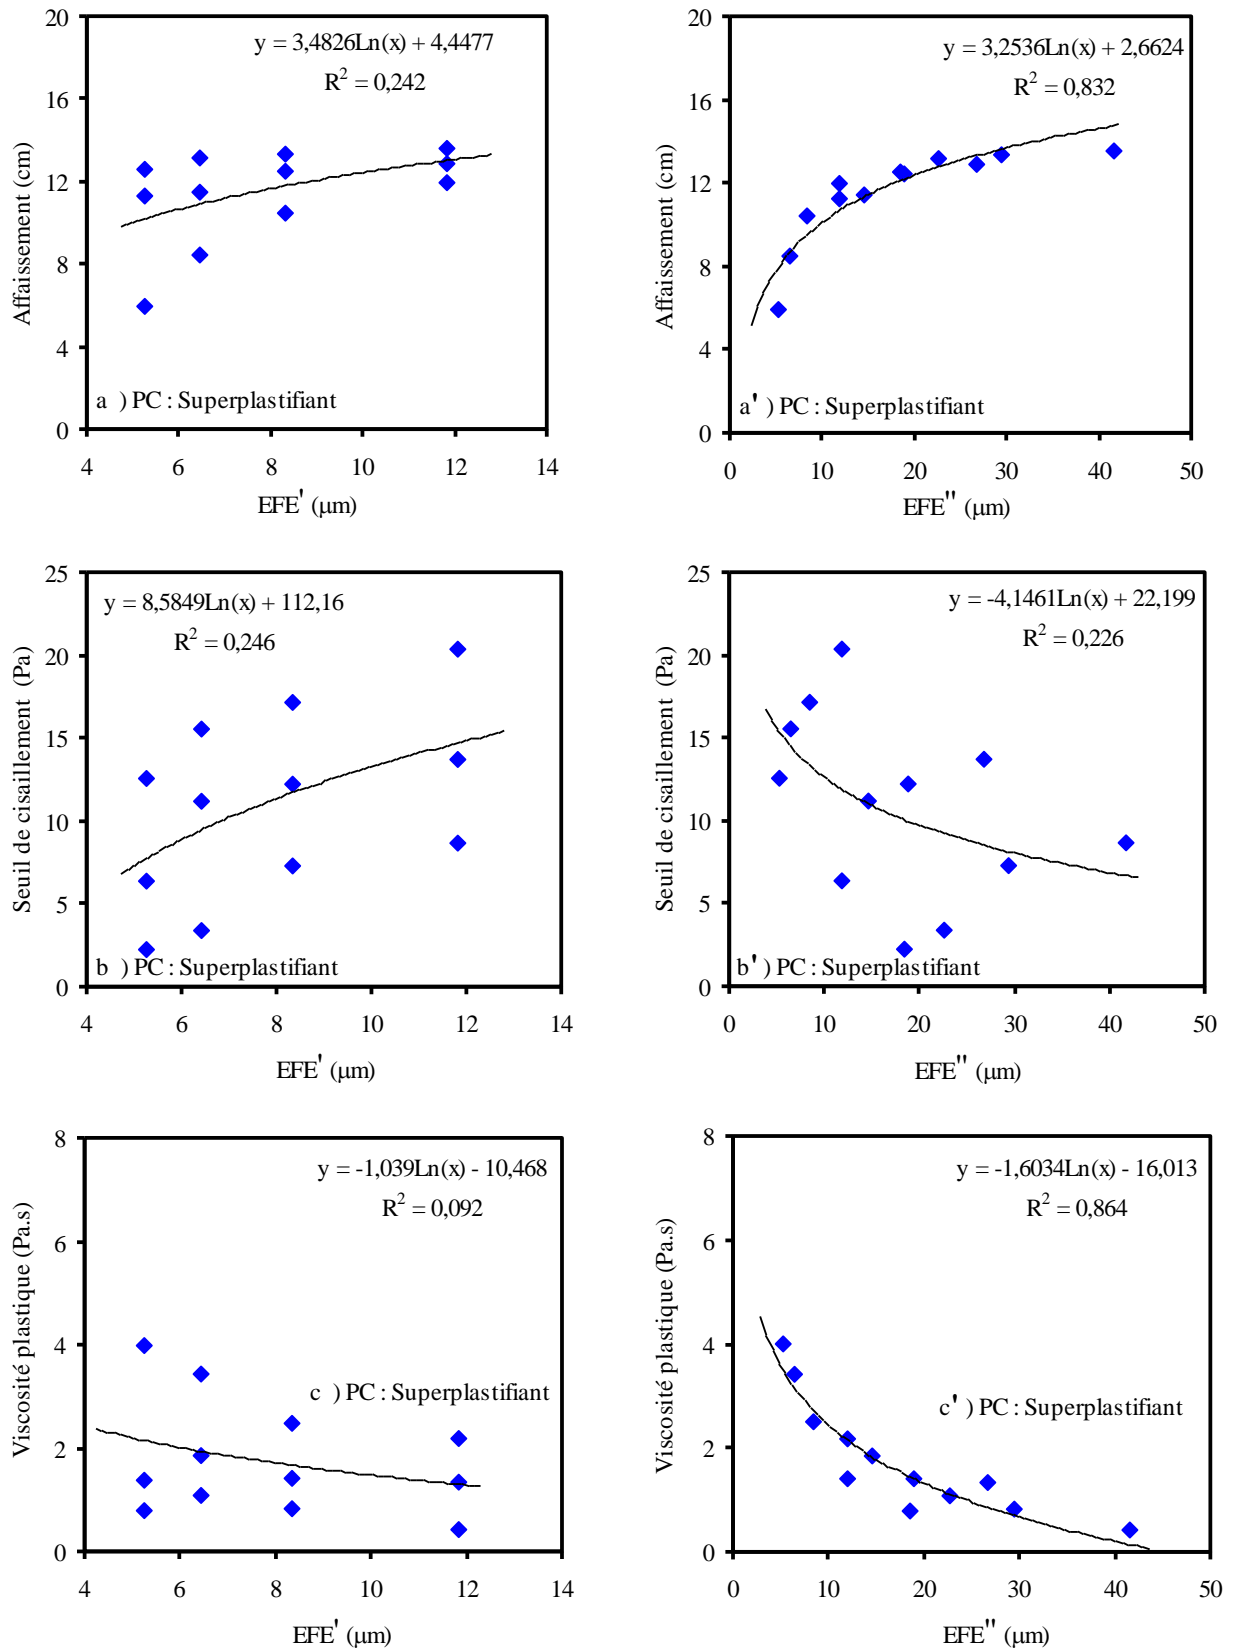 20
16
12
8
4
0
Affaissement (cm)
y = 3,4826Ln(x) + 4,4477
R² = 0,242
a ) PC : Superplastifiant
4 6 8 10 12 14
EFE' (µm)
20
16
12
8
4
0
Affaissement (cm)
y = 3,2536Ln(x) + 2,6624
R² = 0,832
a' ) PC : Superplastifiant
0 10 20 30 40 50
EFE'' (µm)
25
20
15
10
5
0
Seuil de cisaillement (Pa)
y = 8,5849Ln(x) + 112,16
R² = 0,246
b ) PC : Superplastifiant
4 6 8 10 12 14
EFE' (µm)
25
20
15
10
5
0
Seuil de cisaillement (Pa)
y = -4,1461Ln(x) + 22,199
R² = 0,226
b' ) PC : Superplastifiant
0 10 20 30 40 50
EFE'' (µm)
8
6
4
2
0
Viscosité plastique (Pa.s)
y = -1,039Ln(x) - 10,468
R² = 0,092
c ) PC : Superplastifiant
4 6 8 10 12 14
EFE' (µm)
8
6
4
2
0
Viscosité plastique (Pa.s)
y = -1,6034Ln(x) - 16,013
R² = 0,864
c' ) PC : Superplastifiant
0 10 20 30 40 50
EFE'' (µm)